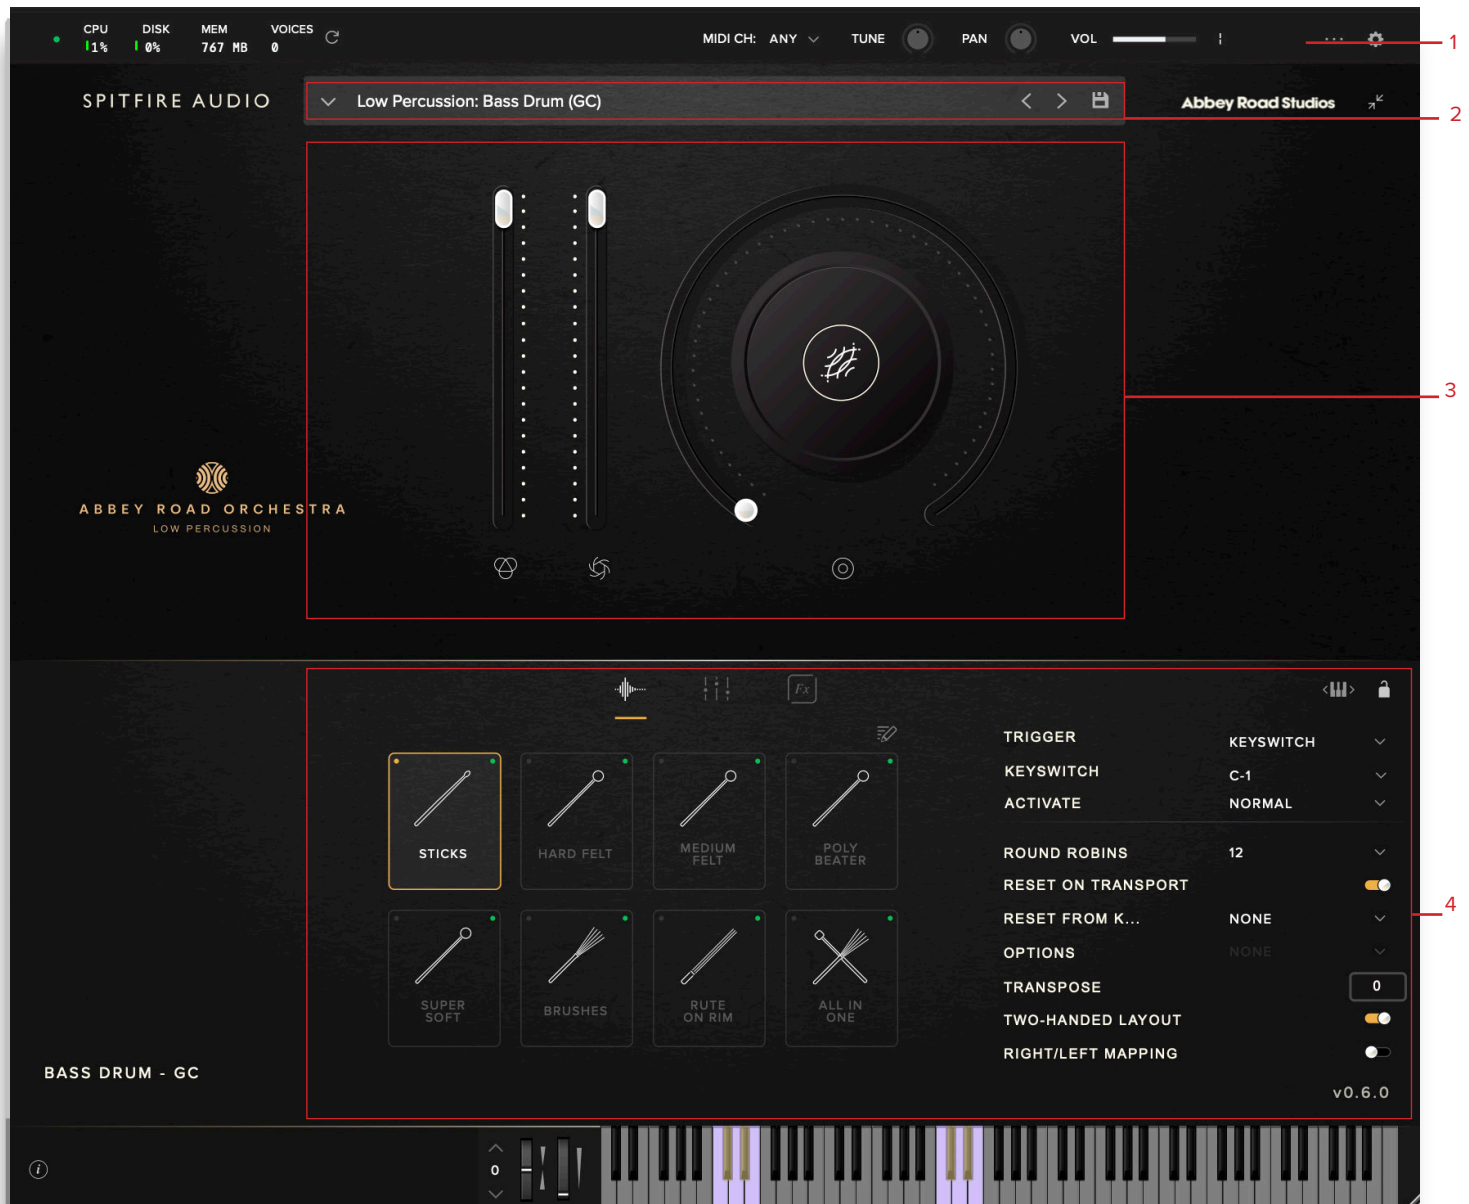 CPU DISK MEM VOICES
1% 0% 767 MB 0
MIDI CH: ANY TUNE PAN VOL
1
SPITFIRE AUDIO
Low Percussion: Bass Drum (GC)
Abbey Road Studios
2
3
ABBEY ROAD ORCHESTRA
LOW PERCUSSION
Fx
TRIGGER KEYSWITCH
KEYSWITCH C-1
ACTIVATE NORMAL
STICKS
HARD FELT
MEDIUM
FELT
POLY
BEATER
ROUND ROBINS 12
RESET ON TRANSPORT
4
RESET FROM K... NONE
OPTIONS NONE
TRANSPOSE 0
SUPER
SOFT
BRUSHES
RUTE
ON RIM
ALL IN
ONE
TWO-HANDED LAYOUT
RIGHT/LEFT MAPPING
BASS DRUM - GC
v0.6.0
i
0